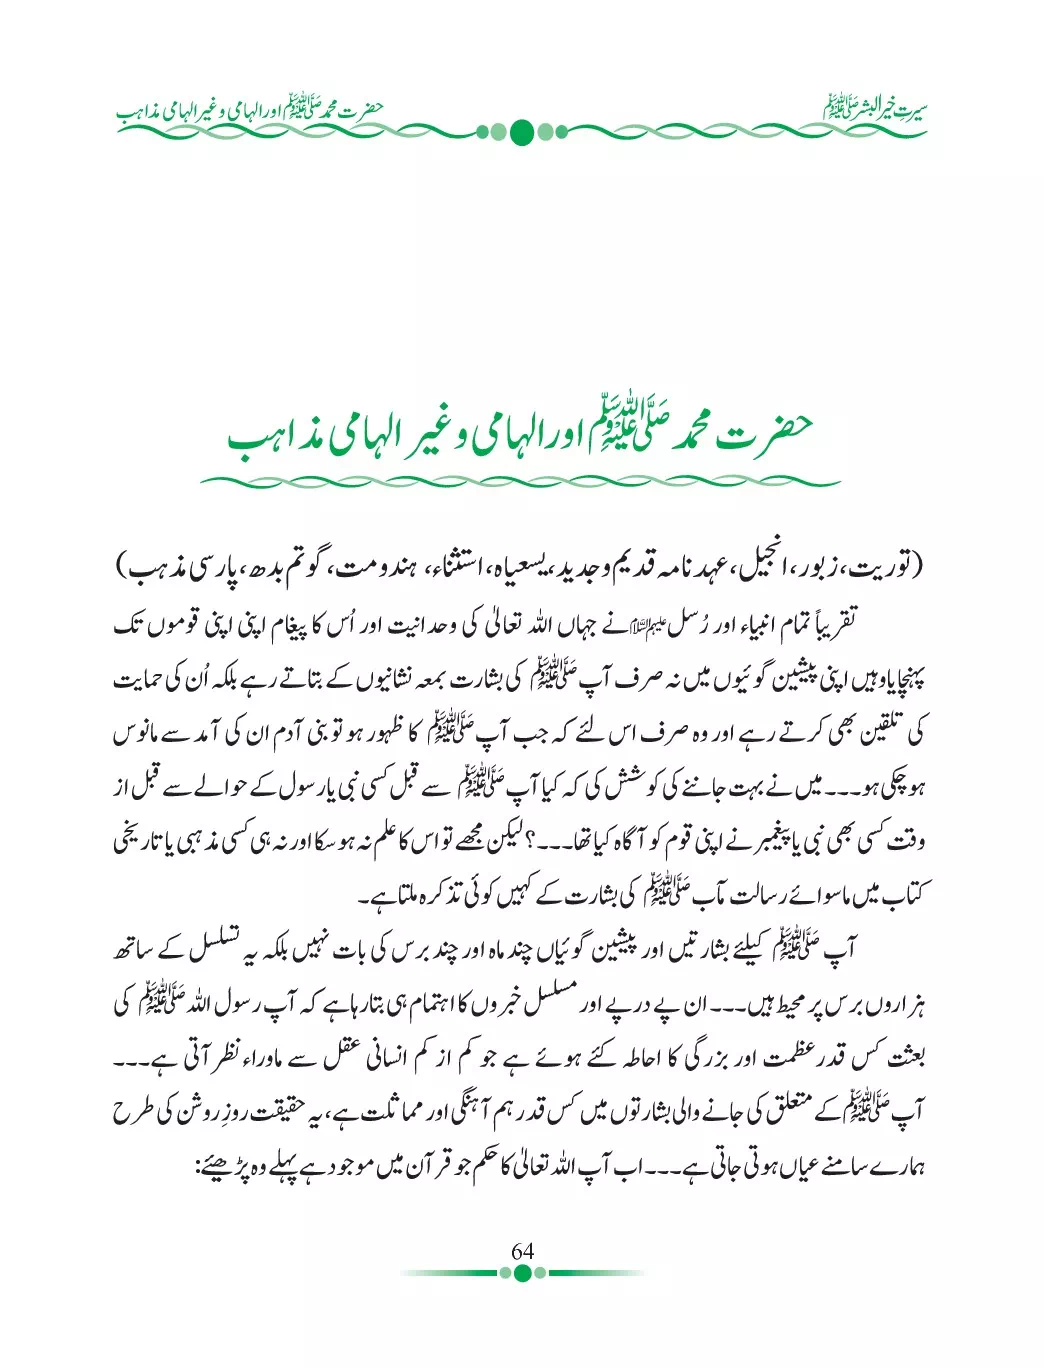 سیرتِ خیر البشر ﷺ
حضرت محمد ﷺ اور الہامی و غیر الہامی مذاہب
حضرت محمد ﷺ اور الہامی و غیر الہامی مذاہب
(توریت، زبور، انجیل، عہد نامہ قدیم و جدید، یسعیاہ، استثناء، ہندومت، گوتم بدھ، پارسی مذہب)
تقریباً تمام انبیاء اور رُسل علیہم السلام نے جہاں اللہ تعالیٰ کی وحدانیت اور اُس کا پیغام اپنی اپنی قوموں تک
پہنچایا وہیں اپنی پیشین گوئیوں میں نہ صرف آپ ﷺ کی بشارت بمعہ نشانیوں کے بتاتے رہے بلکہ اُن کی حمایت
کی تلقین بھی کرتے رہے اور وہ صرف اس لئے کہ جب آپ ﷺ کا ظہور ہو تو بنی آدم ان کی آمد سے مانوس
ہو چکی ہو۔۔۔ میں نے بہت جاننے کی کوشش کی کہ کیا آپ ﷺ سے قبل کسی نبی یا رسول کے حوالے سے قبل از
وقت کسی بھی نبی یا پیغمبر نے اپنی قوم کو آگاہ کیا تھا۔۔۔؟ لیکن مجھے تو اس کا علم نہ ہو سکا اور نہ ہی کسی مذہبی یا تاریخی
کتاب میں ماسوائے رسالت مآب ﷺ کی بشارت کے کہیں کوئی تذکرہ ملتا ہے۔
آپ ﷺ کیلئے بشارتیں اور پیشین گوئیاں چند ماہ اور چند برس کی بات نہیں بلکہ یہ تسلسل کے ساتھ
ہزاروں برس پر محیط ہیں۔۔۔ ان پے در پے اور مسلسل خبروں کا اہتمام ہی بتا رہا ہے کہ آپ رسول اللہ ﷺ کی
بعثت کس قدر عظمت اور بزرگی کا احاطہ کئے ہوئے ہے جو کم از کم انسانی عقل سے ماوراء نظر آتی ہے۔۔۔
آپ ﷺ کے متعلق کی جانے والی بشارتوں میں کس قدر ہم آہنگی اور مماثلت ہے، یہ حقیقت روزِ روشن کی طرح
ہمارے سامنے عیاں ہوتی جاتی ہے۔۔۔ اب آپ اللہ تعالیٰ کا حکم جو قرآن میں موجود ہے پہلے وہ پڑھیئے:
64